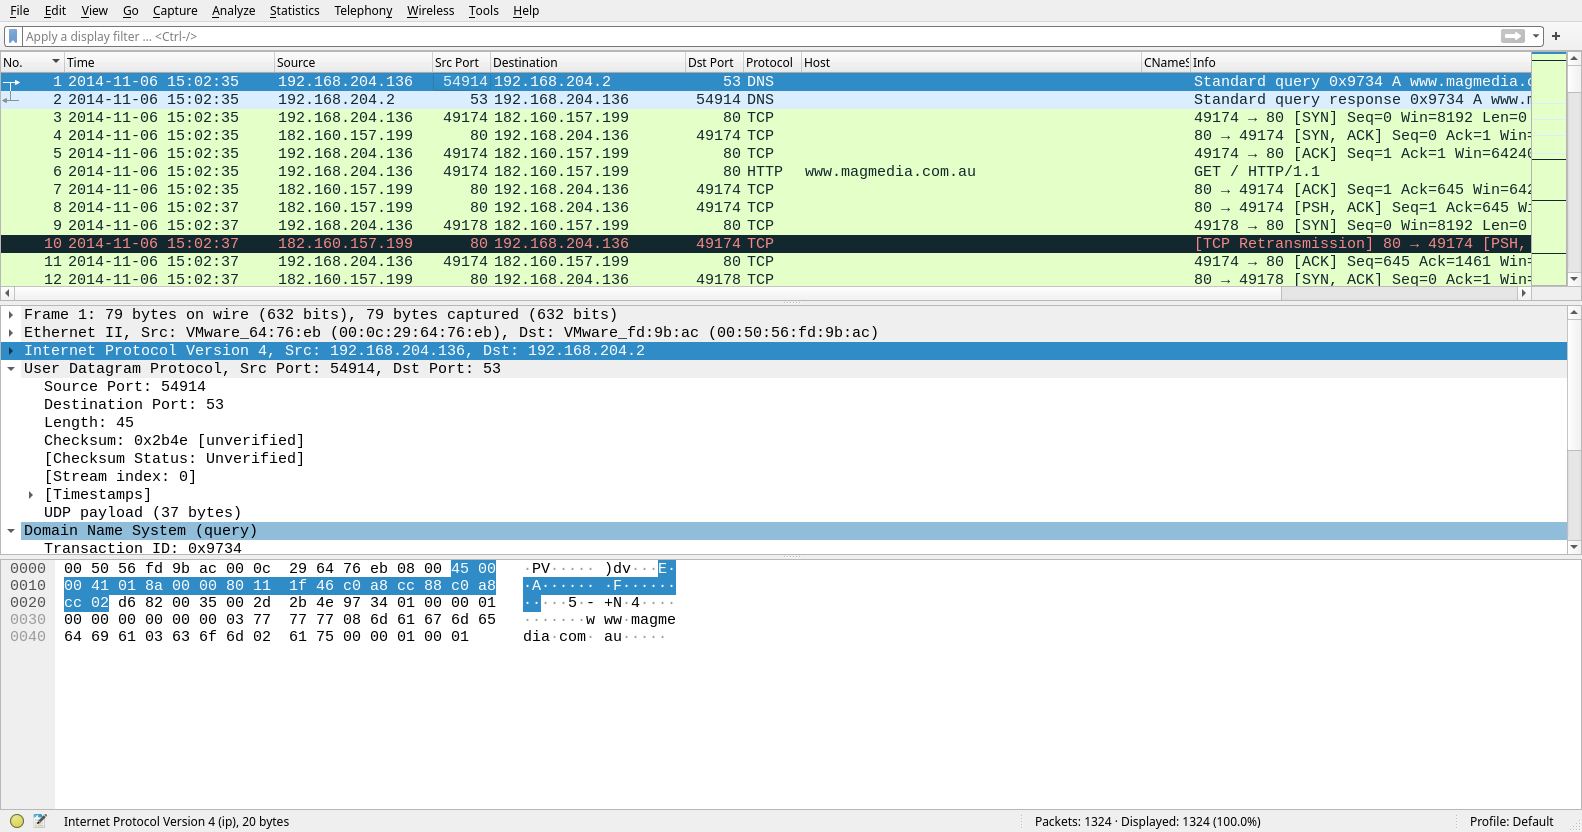 File Edit View Go Capture Analyze Statistics Telephony Wireless Tools Help
Apply a display filter ... <Ctrl-/>
No. Time Source Src Port Destination Dst Port Protocol Host CNameS Info
1 2014-11-06 15:02:35 192.168.204.136 54914 192.168.204.2 53 DNS Standard query 0x9734 A www.magmedia.c
2 2014-11-06 15:02:35 192.168.204.2 53 192.168.204.136 54914 DNS Standard query response 0x9734 A www.m
3 2014-11-06 15:02:35 192.168.204.136 49174 182.160.157.199 80 TCP 49174 → 80 [SYN] Seq=0 Win=8192 Len=0
4 2014-11-06 15:02:35 182.160.157.199 80 192.168.204.136 49174 TCP 80 → 49174 [SYN, ACK] Seq=0 Ack=1 Win=
5 2014-11-06 15:02:35 192.168.204.136 49174 182.160.157.199 80 TCP 49174 → 80 [ACK] Seq=1 Ack=1 Win=64240
6 2014-11-06 15:02:35 192.168.204.136 49174 182.160.157.199 80 HTTP www.magmedia.com.au GET / HTTP/1.1
7 2014-11-06 15:02:35 182.160.157.199 80 192.168.204.136 49174 TCP 80 → 49174 [ACK] Seq=1 Ack=645 Win=642
8 2014-11-06 15:02:37 182.160.157.199 80 192.168.204.136 49174 TCP 80 → 49174 [PSH, ACK] Seq=1 Ack=645 Wi
9 2014-11-06 15:02:37 192.168.204.136 49178 182.160.157.199 80 TCP 49178 → 80 [SYN] Seq=0 Win=8192 Len=0
10 2014-11-06 15:02:37 182.160.157.199 80 192.168.204.136 49174 TCP [TCP Retransmission] 80 → 49174 [PSH,
11 2014-11-06 15:02:37 192.168.204.136 49174 182.160.157.199 80 TCP 49174 → 80 [ACK] Seq=645 Ack=1461 Win=
12 2014-11-06 15:02:37 182.160.157.199 80 192.168.204.136 49178 TCP 80 → 49178 [SYN, ACK] Seq=0 Ack=1 Win=
Frame 1: 79 bytes on wire (632 bits), 79 bytes captured (632 bits)
Ethernet II, Src: VMware_64:76:eb (00:0c:29:64:76:eb), Dst: VMware_fd:9b:ac (00:50:56:fd:9b:ac)
Internet Protocol Version 4, Src: 192.168.204.136, Dst: 192.168.204.2
User Datagram Protocol, Src Port: 54914, Dst Port: 53
Source Port: 54914
Destination Port: 53
Length: 45
Checksum: 0x2b4e [unverified]
[Checksum Status: Unverified]
[Stream index: 0]
[Timestamps]
UDP payload (37 bytes)
Domain Name System (query)
Transaction ID: 0x9734
0000 00 50 56 fd 9b ac 00 0c 29 64 76 eb 08 00 45 00 ·PV····· )dv···E·
0010 00 41 01 8a 00 00 80 11 1f 46 c0 a8 cc 88 c0 a8 ·A······ ·F······
0020 cc 02 d6 82 00 35 00 2d 2b 4e 97 34 01 00 00 01 ·····5·- +N·4····
0030 00 00 00 00 00 00 03 77 77 77 08 6d 61 67 6d 65 ·······w ww·magme
0040 64 69 61 03 63 6f 6d 02 61 75 00 00 01 00 01 dia·com· au·····
Internet Protocol Version 4 (ip), 20 bytes Packets: 1324 · Displayed: 1324 (100.0%) Profile: Default